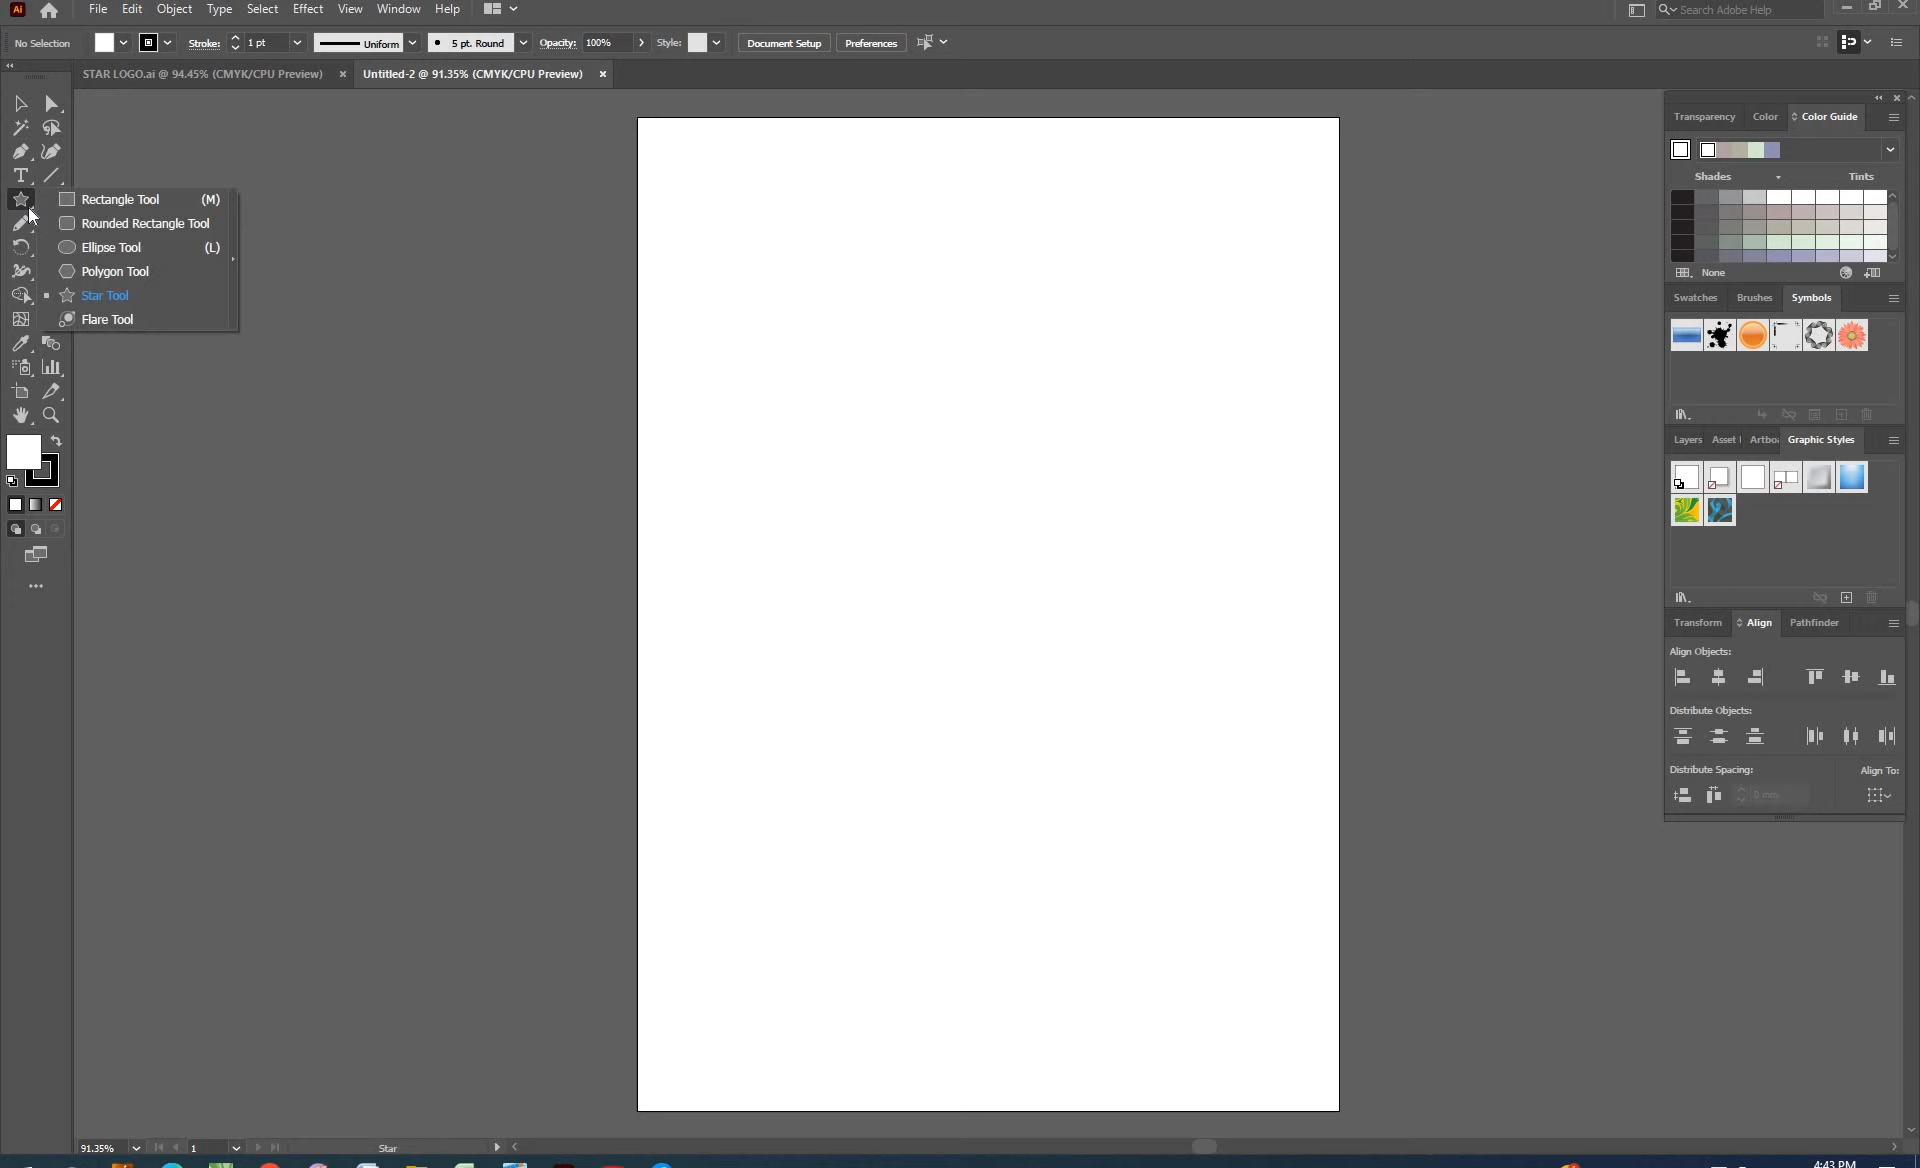 Ai File Edit Object Type Select Effect View Window Help Search Adobe Help
No Selection Stroke: 1 pt Uniform 5 pt. Round Opacity: 100% Style: Document Setup Preferences
STAR LOGO.ai @ 94.45% (CMYK/CPU Preview) × Untitled-2 @ 91.35% (CMYK/CPU Preview) ×
Rectangle Tool (M)
Rounded Rectangle Tool
Ellipse Tool (L)
Polygon Tool
Star Tool
Flare Tool
Transparency Color Color Guide
Shades Tints
None
Swatches Brushes Symbols
Layers Asset Artbo Graphic Styles
Transform Align Pathfinder
Align Objects:
Distribute Objects:
Distribute Spacing: Align To:
0 mm
91.35% 1 Star
4:43 PM